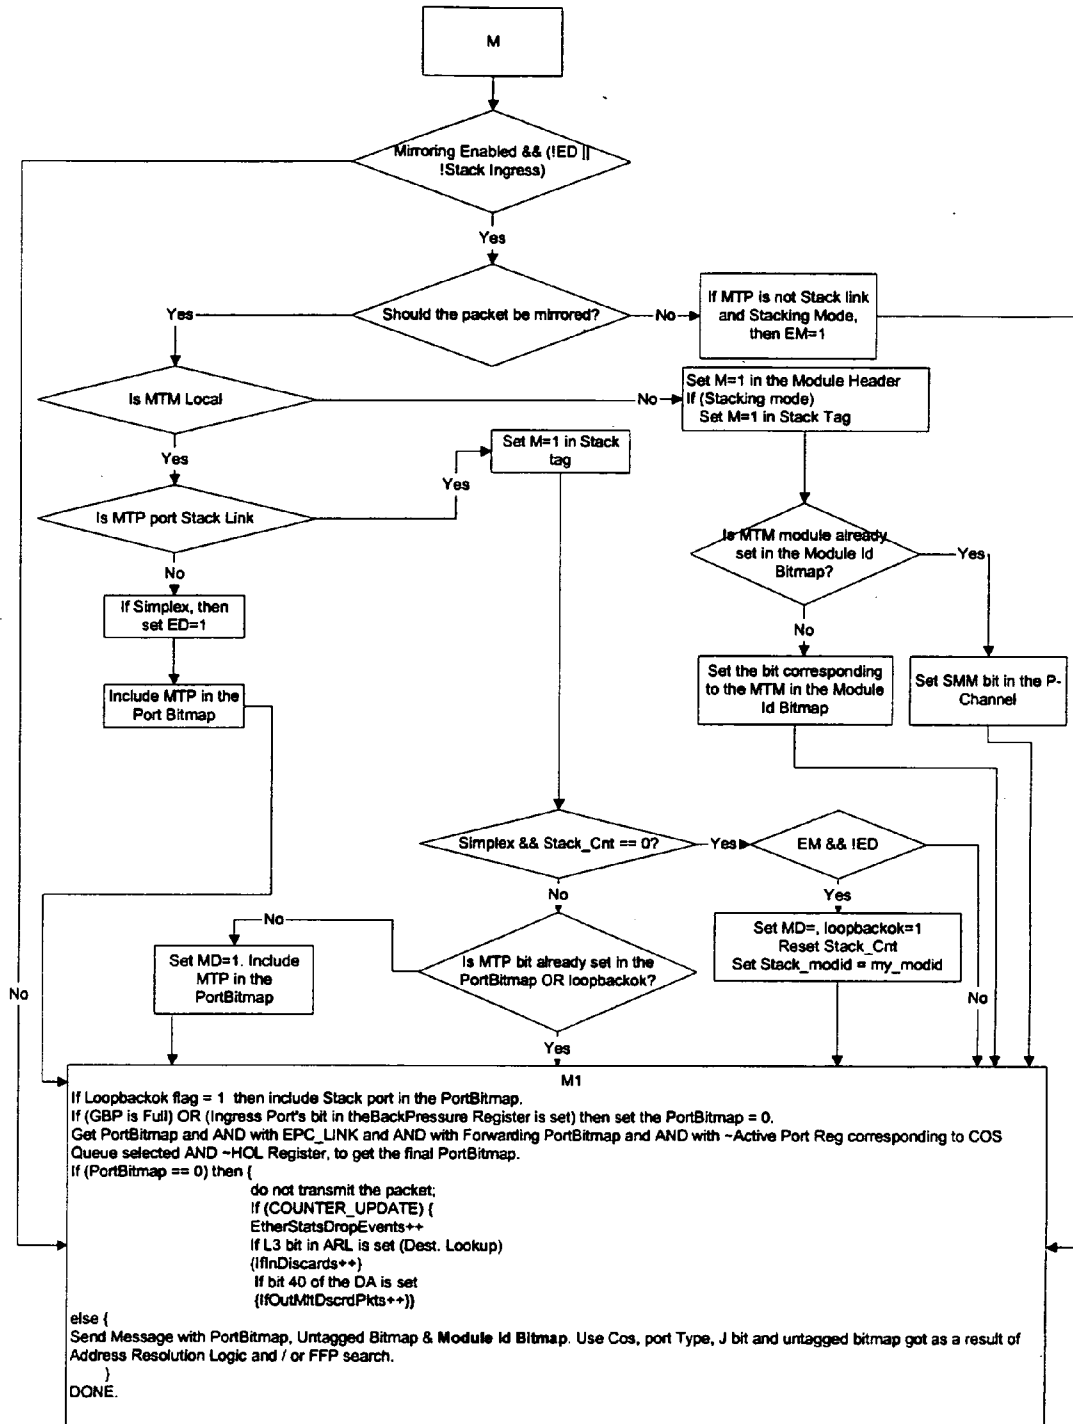 M
Mirroring Enabled && (!ED ||
!Stack Ingress)
Yes
Should the packet be mirrored?
Yes
No
If MTP is not Stack link
and Stacking Mode,
then EM=1
Is MTM Local
No
Set M=1 in the Module Header
If (Stacking mode)
Set M=1 in Stack Tag
Yes
Set M=1 in Stack
tag
Yes
Is MTP port Stack Link
Is MTM module already
set in the Module Id
Bitmap?
Yes
No
If Simplex, then
set ED=1
No
Include MTP in the
Port Bitmap
Set the bit corresponding
to the MTM in the Module
Id Bitmap
Set SMM bit in the P-
Channel
Simplex && Stack_Cnt == 0?
Yes
EM && !ED
No
Yes
No
Set MD=1. Include
MTP in the
PortBitmap
Is MTP bit already set in the
PortBitmap OR loopbackok?
Set MD=, loopbackok=1
Reset Stack_Cnt
Set Stack_modid = my_modid
No
No
Yes
M1
If Loopbackok flag = 1 then include Stack port in the PortBitmap.
If (GBP is Full) OR (Ingress Port's bit in theBackPressure Register is set) then set the PortBitmap = 0.
Get PortBitmap and AND with EPC_LINK and AND with Forwarding PortBitmap and AND with ~Active Port Reg corresponding to COS
Queue selected AND ~HOL Register, to get the final PortBitmap.
If (PortBitmap == 0) then {
do not transmit the packet;
If (COUNTER_UPDATE) {
EtherStatsDropEvents++
If L3 bit in ARL is set (Dest. Lookup)
{IfInDiscards++}
If bit 40 of the DA is set
{IfOutMltDscrdPkts++}}
else {
Send Message with PortBitmap, Untagged Bitmap & Module Id Bitmap. Use Cos, port Type, J bit and untagged bitmap got as a result of
Address Resolution Logic and / or FFP search.
}
DONE.